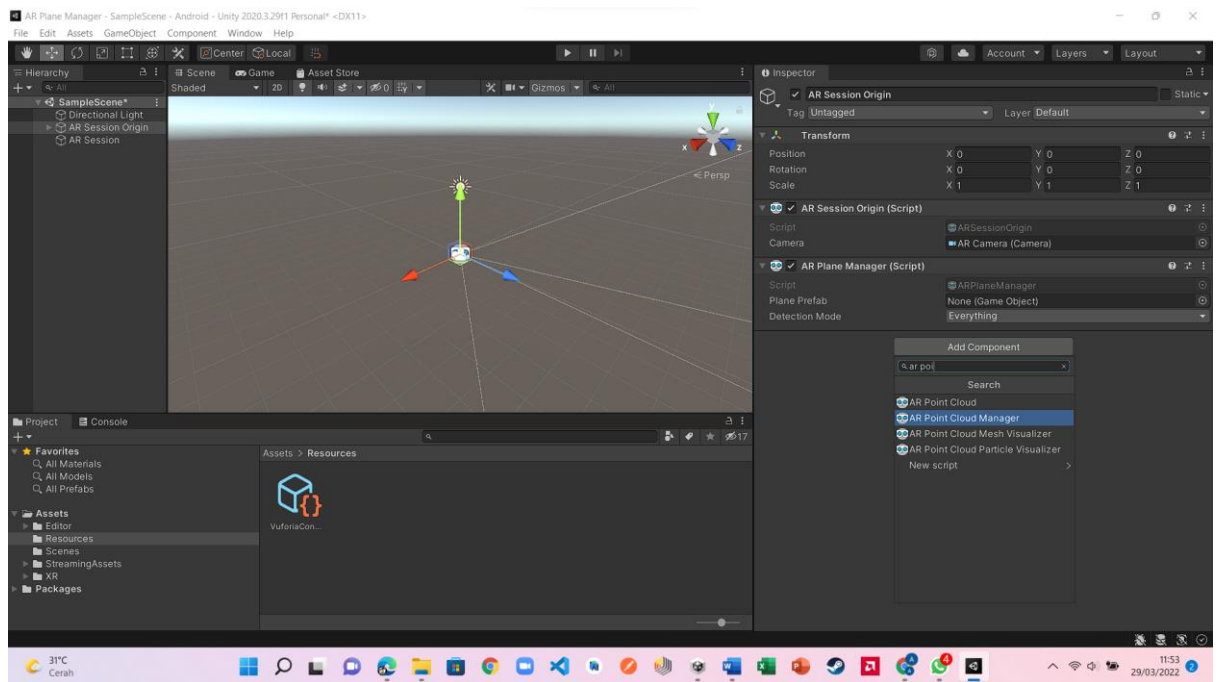 AR Plane Manager - SampleScene - Android - Unity 2020.3.29f1 Personal* <DX11>
File Edit Assets GameObject Component Window Help
Center Local
Account Layers Layout
Hierarchy
All
SampleScene*
Directional Light
AR Session Origin
AR Session
Scene Game Asset Store
Shaded 2D 0 Gizmos All
y
x z
Persp
Inspector
AR Session Origin Static
Tag Untagged Layer Default
Transform
Position X 0 Y 0 Z 0
Rotation X 0 Y 0 Z 0
Scale X 1 Y 1 Z 1
AR Session Origin (Script)
Script ARSessionOrigin
Camera AR Camera (Camera)
AR Plane Manager (Script)
Script ARPlaneManager
Plane Prefab None (Game Object)
Detection Mode Everything
Add Component
ar poi
Search
AR Point Cloud
AR Point Cloud Manager
AR Point Cloud Mesh Visualizer
AR Point Cloud Particle Visualizer
New script
Project Console
17
Favorites
All Materials
All Models
All Prefabs
Assets
Editor
Resources
Scenes
StreamingAssets
XR
Packages
Assets > Resources
VuforiaCon...
31°C
Cerah
11:53
29/03/2022
2